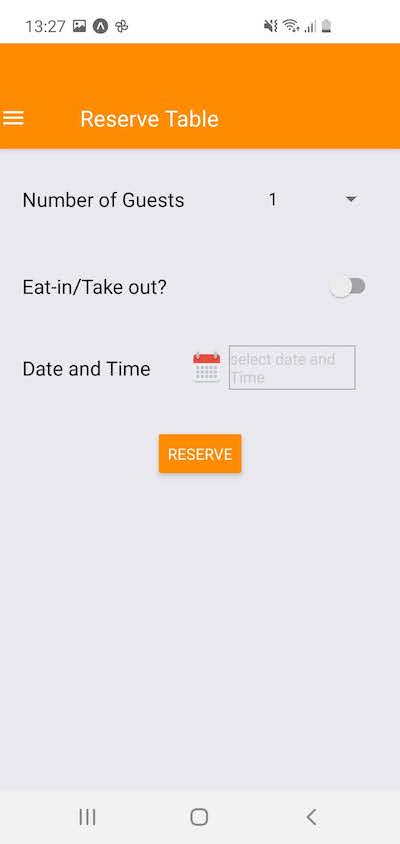 13:27
Reserve Table
Number of Guests
1
Eat-in/Take out?
Date and Time
select date and
Time
RESERVE